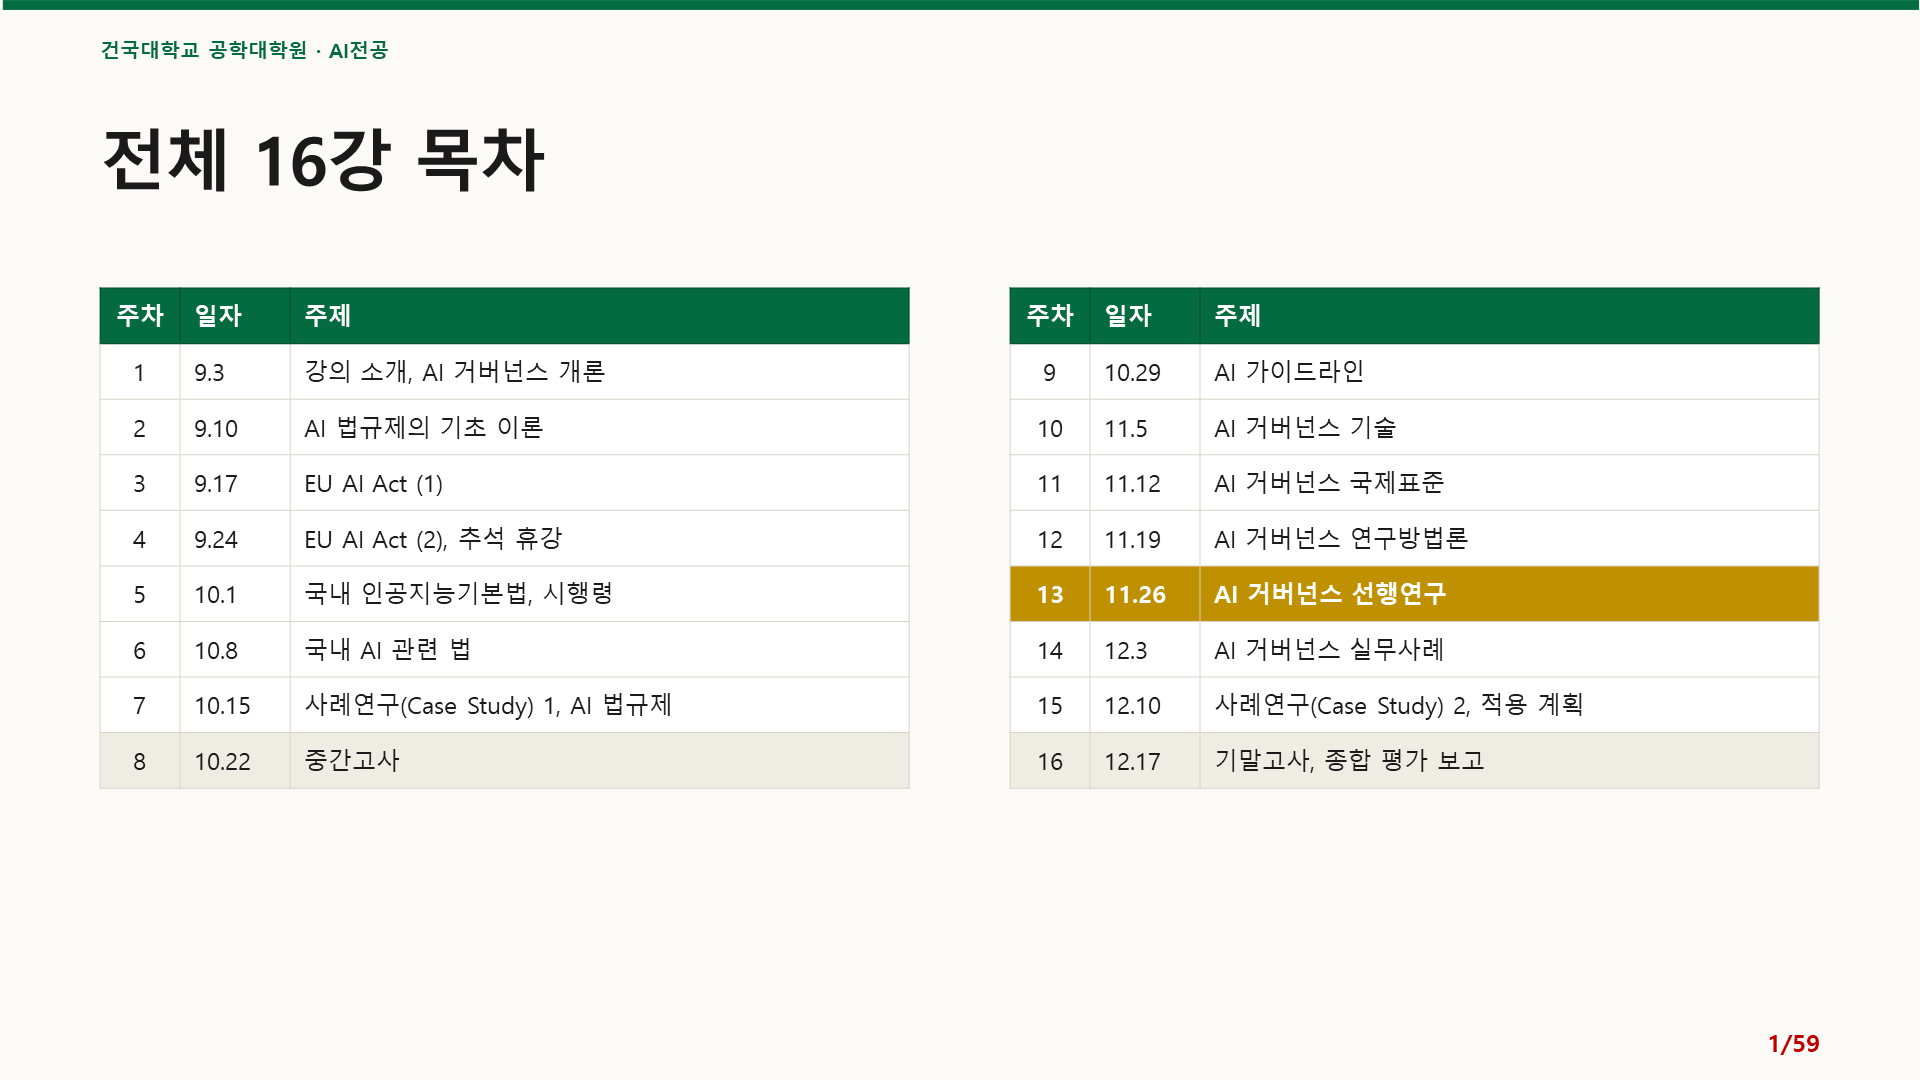 건국대학교 공학대학원 · AI전공
전체 16강 목차
주차 일자 주제
1 9.3 강의 소개, AI 거버넌스 개론
2 9.10 AI 법규제의 기초 이론
3 9.17 EU AI Act (1)
4 9.24 EU AI Act (2), 추석 휴강
5 10.1 국내 인공지능기본법, 시행령
6 10.8 국내 AI 관련 법
7 10.15 사례연구(Case Study) 1, AI 법규제
8 10.22 중간고사
주차 일자 주제
9 10.29 AI 가이드라인
10 11.5 AI 거버넌스 기술
11 11.12 AI 거버넌스 국제표준
12 11.19 AI 거버넌스 연구방법론
13 11.26 AI 거버넌스 선행연구
14 12.3 AI 거버넌스 실무사례
15 12.10 사례연구(Case Study) 2, 적용 계획
16 12.17 기말고사, 종합 평가 보고
1/59